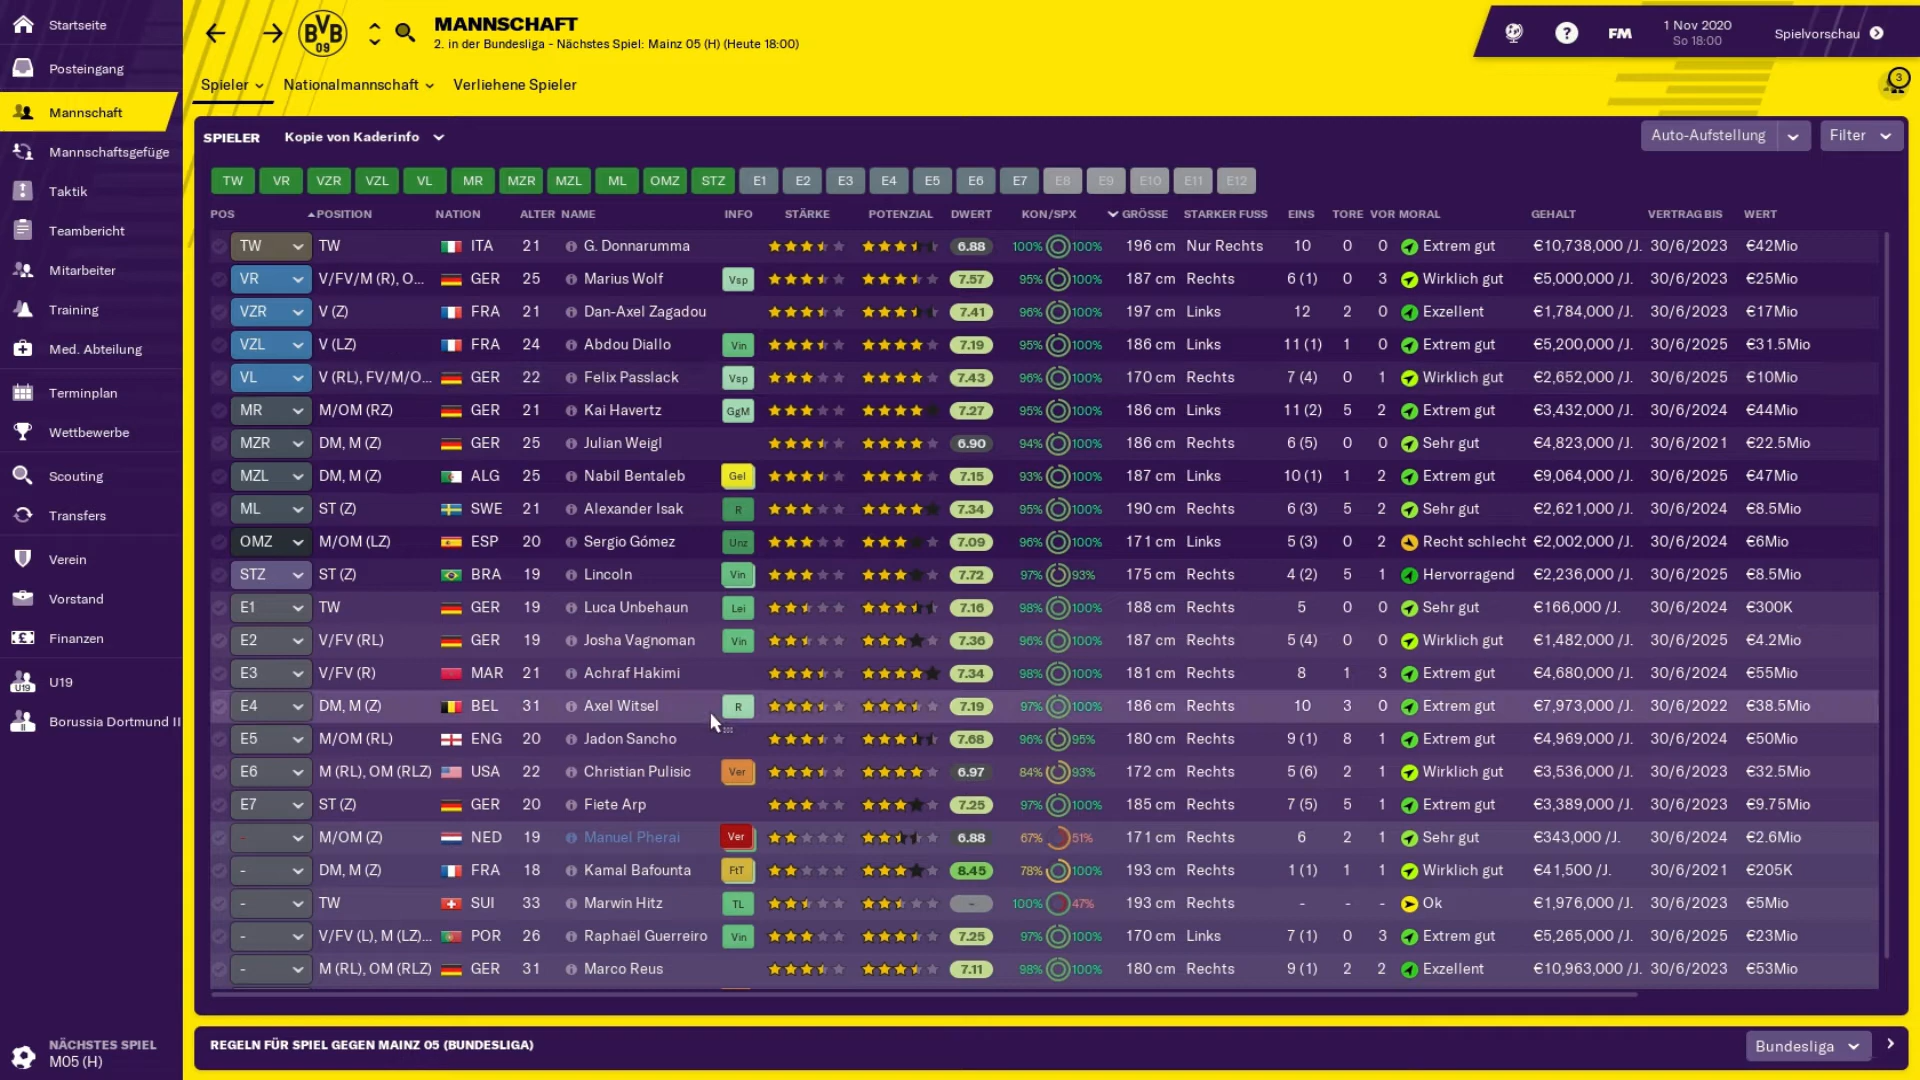 Startseite
Posteingang
Mannschaft
Mannschaftsgefüge
Taktik
Teambericht
Mitarbeiter
Training
Med. Abteilung
Terminplan
Wettbewerbe
Scouting
Transfers
Verein
Vorstand
Finanzen
U19
Borussia Dortmund II
NÄCHSTES SPIEL
M05 (H)
BVB
09
MANNSCHAFT
2. in der Bundesliga - Nächstes Spiel: Mainz 05 (H) (Heute 18:00)
FM
1 Nov 2020
So 18:00
Spielvorschau
Spieler Nationalmannschaft Verliehene Spieler
3
SPIELER Kopie von Kaderinfo Auto-Aufstellung Filter
TW VR VZR VZL VL MR MZR MZL ML OMZ STZ E1 E2 E3 E4 E5 E6 E7 E8 E9 E10 E11 E12
POS POSITION NATION ALTER NAME INFO STÄRKE POTENZIAL DWERT KON/SPX GRÖSSE STARKER FUSS EINS TORE VOR MORAL GEHALT VERTRAG BIS WERT
TW TW ITA 21 G. Donnarumma 6.88 100% 100% 196 cm Nur Rechts 10 0 0 Extrem gut €10,738,000 /J. 30/6/2023 €42Mio
VR V/FV/M (R), O... GER 25 Marius Wolf Vsp 7.57 95% 100% 187 cm Rechts 6 (1) 0 3 Wirklich gut €5,000,000 /J. 30/6/2023 €25Mio
VZR V (Z) FRA 21 Dan-Axel Zagadou 7.41 96% 100% 197 cm Links 12 2 0 Exzellent €1,784,000 /J. 30/6/2023 €17Mio
VZL V (LZ) FRA 24 Abdou Diallo Vin 7.19 95% 100% 186 cm Links 11 (1) 1 0 Extrem gut €5,200,000 /J. 30/6/2025 €31.5Mio
VL V (RL), FV/M/O... GER 22 Felix Passlack Vsp 7.43 96% 100% 170 cm Rechts 7 (4) 0 1 Wirklich gut €2,652,000 /J. 30/6/2025 €10Mio
MR M/OM (RZ) GER 21 Kai Havertz GgM 7.27 95% 100% 186 cm Links 11 (2) 5 2 Extrem gut €3,432,000 /J. 30/6/2024 €44Mio
MZR DM, M (Z) GER 25 Julian Weigl 6.90 94% 100% 186 cm Rechts 6 (5) 0 0 Sehr gut €4,823,000 /J. 30/6/2021 €22.5Mio
MZL DM, M (Z) ALG 25 Nabil Bentaleb Gel 7.15 93% 100% 187 cm Links 10 (1) 1 2 Extrem gut €9,064,000 /J. 30/6/2025 €47Mio
ML ST (Z) SWE 21 Alexander Isak R 7.34 95% 100% 190 cm Rechts 6 (3) 5 2 Sehr gut €2,621,000 /J. 30/6/2024 €8.5Mio
OMZ M/OM (LZ) ESP 20 Sergio Gómez Unz 7.09 96% 100% 171 cm Links 5 (3) 0 2 Recht schlecht €2,002,000 /J. 30/6/2024 €6Mio
STZ ST (Z) BRA 19 Lincoln Vin 7.72 97% 93% 175 cm Rechts 4 (2) 5 1 Hervorragend €2,236,000 /J. 30/6/2024 €8.5Mio
E1 TW GER 19 Luca Unbehaun Lei 7.16 98% 100% 188 cm Rechts 5 0 0 Sehr gut €166,000 /J. 30/6/2024 €300K
E2 V/FV (RL) GER 19 Josha Vagnoman Vin 7.36 96% 100% 187 cm Rechts 5 (4) 0 0 Wirklich gut €1,482,000 /J. 30/6/2025 €4.2Mio
E3 V/FV (R) MAR 21 Achraf Hakimi 7.34 98% 100% 181 cm Rechts 8 1 3 Extrem gut €4,680,000 /J. 30/6/2024 €55Mio
E4 DM, M (Z) BEL 31 Axel Witsel R 7.19 97% 100% 186 cm Rechts 10 3 0 Extrem gut €7,973,000 /J. 30/6/2022 €38.5Mio
E5 M/OM (RL) ENG 20 Jadon Sancho 7.68 96% 95% 180 cm Rechts 9 (1) 8 1 Extrem gut €4,969,000 /J. 30/6/2024 €50Mio
E6 M (RL), OM (RLZ) USA 22 Christian Pulisic Ver 6.97 84% 93% 172 cm Rechts 5 (6) 2 1 Wirklich gut €3,536,000 /J. 30/6/2023 €32.5Mio
E7 ST (Z) GER 20 Fiete Arp 7.25 97% 100% 185 cm Rechts 7 (5) 5 1 Extrem gut €3,389,000 /J. 30/6/2023 €9.75Mio
- M/OM (Z) NED 19 Manuel Pherai Ver 6.88 67% 51% 171 cm Rechts 6 2 1 Sehr gut €343,000 /J. 30/6/2024 €2.6Mio
- DM, M (Z) FRA 18 Kamal Bafounta FtT 8.45 78% 100% 193 cm Rechts 1 (1) 1 1 Wirklich gut €41,500 /J. 30/6/2021 €205K
- TW SUI 33 Marwin Hitz TL - 100% 47% 193 cm Rechts - - - Ok €1,976,000 /J. 30/6/2023 €5Mio
- V/FV (L), M (LZ)... POR 26 Raphaël Guerreiro Vin 7.25 97% 100% 170 cm Links 7 (1) 0 3 Extrem gut €5,265,000 /J. 30/6/2025 €23Mio
- M (RL), OM (RLZ) GER 31 Marco Reus 7.11 98% 100% 180 cm Rechts 9 (1) 2 2 Exzellent €10,963,000 /J. 30/6/2023 €53Mio
REGELN FÜR SPIEL GEGEN MAINZ 05 (BUNDESLIGA) Bundesliga